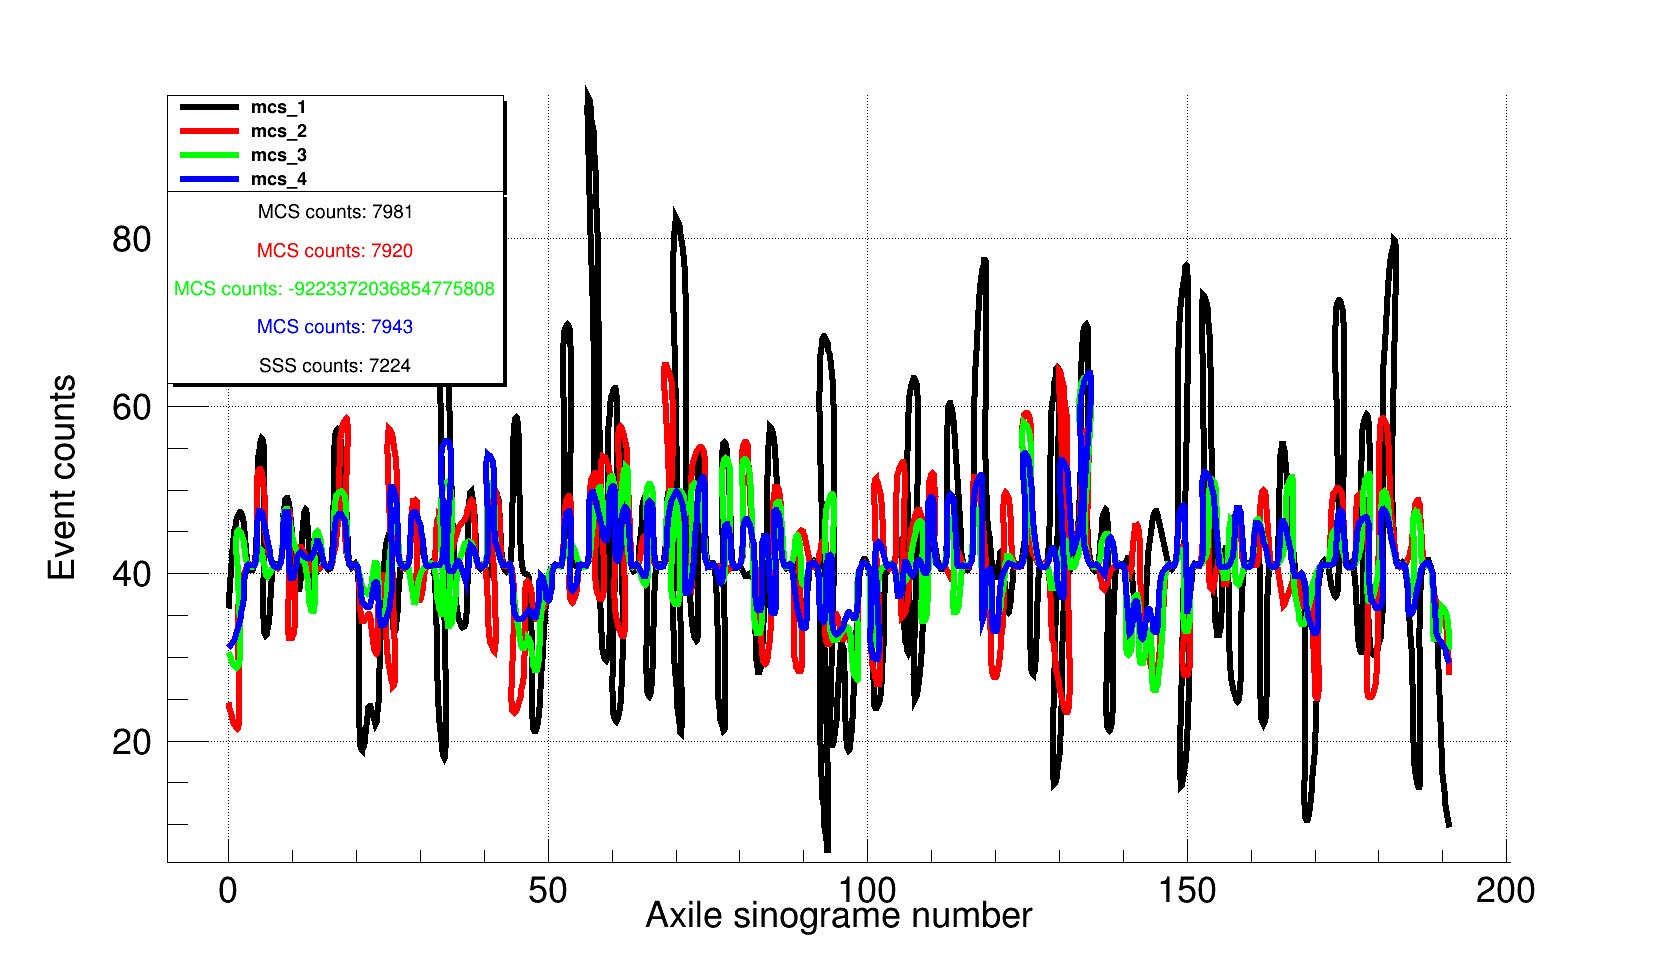 mcs_1
mcs_2
mcs_3
mcs_4
MCS counts: 7981
MCS counts: 7920
MCS counts: -9223372036854775808
MCS counts: 7943
SSS counts: 7224
Event counts
80
60
40
20
0 50 100 150 200
Axile sinograme number